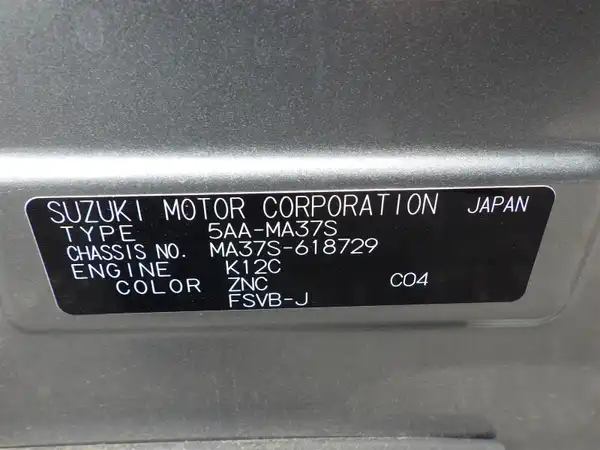 SUZUKI MOTOR CORPORATION JAPAN
TYPE 5AA-MA37S
CHASSIS NO. MA37S-618729
ENGINE K12C
COLOR ZNC C04
FSVB-J